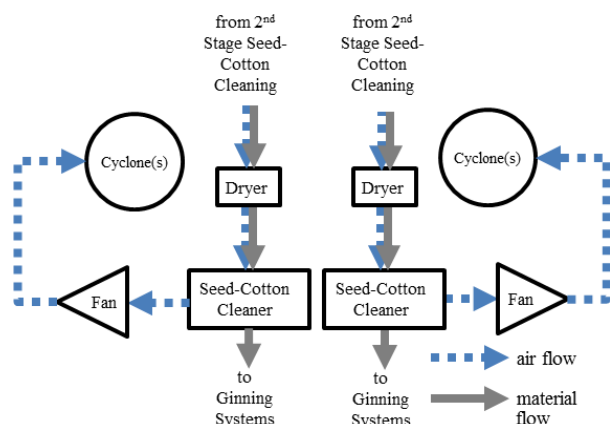 from 2nd
Stage Seed-
Cotton
Cleaning
from 2nd
Stage Seed-
Cotton
Cleaning
Cyclone(s)
Dryer
Dryer
Cyclone(s)
Fan
Seed-Cotton
Cleaner
Seed-Cotton
Cleaner
Fan
to
Ginning
Systems
to
Ginning
Systems
air flow
material
flow